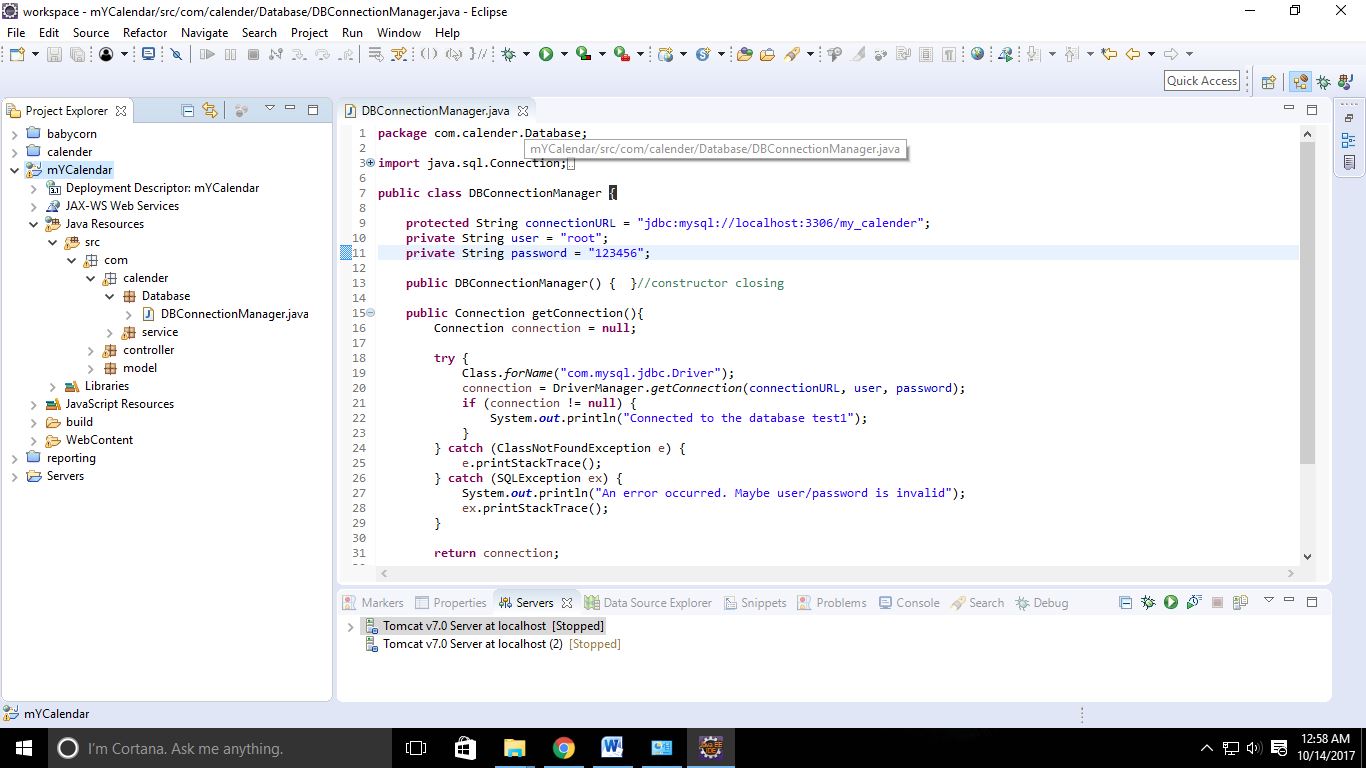 workspace - mYCalendar/src/com/calender/Database/DBConnectionManager.java - Eclipse
File Edit Source Refactor Navigate Search Project Run Window Help
Quick Access
Project Explorer
babycorn
calender
mYCalendar
Deployment Descriptor: mYCalendar
JAX-WS Web Services
Java Resources
src
com
calender
Database
DBConnectionManager.java
service
controller
model
Libraries
JavaScript Resources
build
WebContent
reporting
Servers
DBConnectionManager.java
1 package com.calender.Database;
mYCalendar/src/com/calender/Database/DBConnectionManager.java
2
3 import java.sql.Connection;
6
7 public class DBConnectionManager {
8
9 protected String connectionURL = "jdbc:mysql://localhost:3306/my_calender";
10 private String user = "root";
11 private String password = "123456";
12
13 public DBConnectionManager() { }//constructor closing
14
15 public Connection getConnection(){
16 Connection connection = null;
17
18 try {
19 Class.forName("com.mysql.jdbc.Driver");
20 connection = DriverManager.getConnection(connectionURL, user, password);
21 if (connection != null) {
22 System.out.println("Connected to the database test1");
23 }
24 } catch (ClassNotFoundException e) {
25 e.printStackTrace();
26 } catch (SQLException ex) {
27 System.out.println("An error occurred. Maybe user/password is invalid");
28 ex.printStackTrace();
29 }
30
31 return connection;
Markers Properties Servers Data Source Explorer Snippets Problems Console Search Debug
Tomcat v7.0 Server at localhost [Stopped]
Tomcat v7.0 Server at localhost (2) [Stopped]
mYCalendar
I'm Cortana. Ask me anything.
12:58 AM
10/14/2017